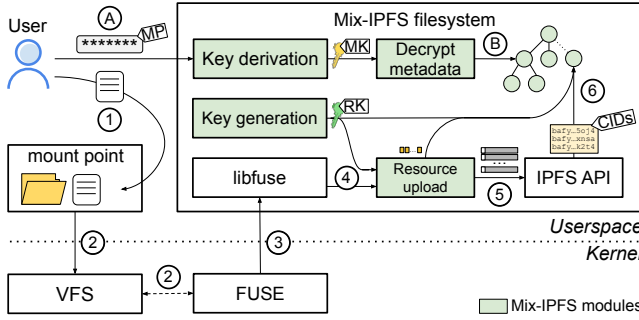 User
A
*******
MP
Mix-IPFS filesystem
Key derivation
MK
Decrypt
metadata
B
1
Key generation
RK
6
CIDs
bafy…5oj4
bafy…xnsa
bafy…k2t4
mount point
libfuse
4
Resource
upload
...
5
IPFS API
Userspace
Kernel
2
3
VFS
2
FUSE
Mix-IPFS modules